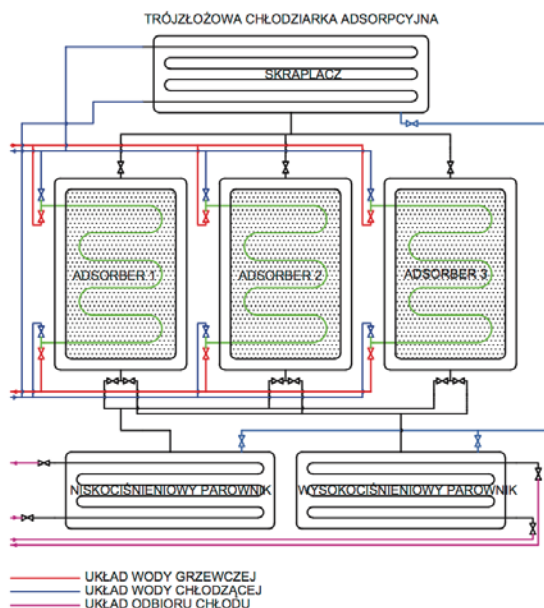 TRÓJZŁOŻOWA CHŁODZIARKA ADSORPCYJNA
SKRAPLACZ
ADSORBER 1
ADSORBER 2
ADSORBER 3
NISKOCIŚNIENIOWY PAROWNIK
WYSOKOCIŚNIENIOWY PAROWNIK
UKŁAD WODY GRZEWCZEJ
UKŁAD WODY CHŁODZĄCEJ
UKŁAD ODBIORU CHŁODU